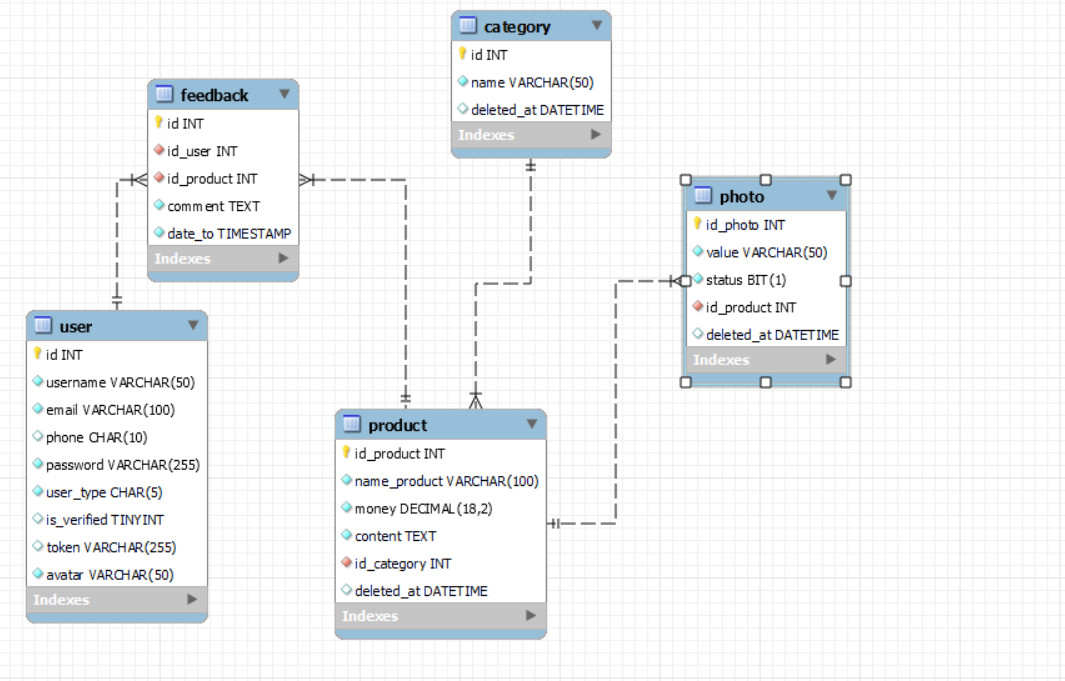 category
id INT
name VARCHAR(50)
deleted_at DATETIME
Indexes
feedback
id INT
id_user INT
id_product INT
comment TEXT
date_to TIMESTAMP
Indexes
photo
id_photo INT
value VARCHAR(50)
status BIT(1)
id_product INT
deleted_at DATETIME
Indexes
user
id INT
username VARCHAR(50)
email VARCHAR(100)
phone CHAR(10)
password VARCHAR(255)
user_type CHAR(5)
is_verified TINYINT
token VARCHAR(255)
avatar VARCHAR(50)
Indexes
product
id_product INT
name_product VARCHAR(100)
money DECIMAL(18,2)
content TEXT
id_category INT
deleted_at DATETIME
Indexes